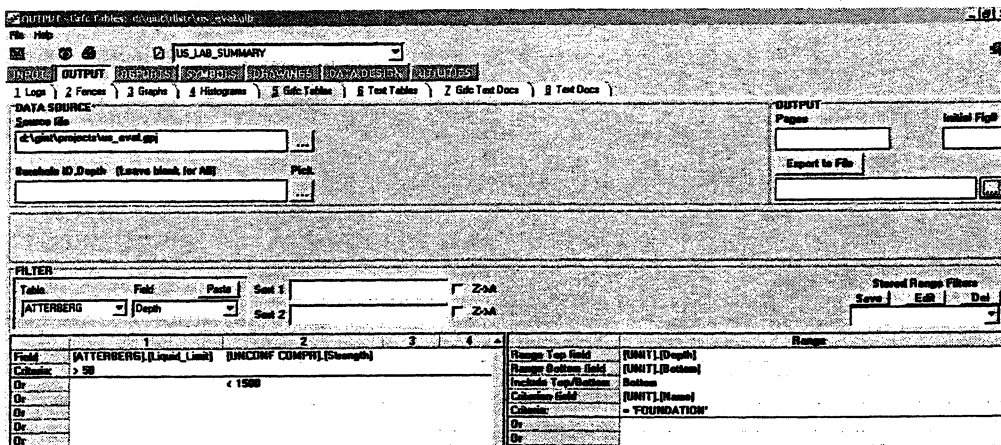 OUTPUT - Gdc Tables: d:\gint\libr\us_eval.glb
File Help
US_LAB_SUMMARY
INPUT OUTPUT REPORTS SYMBOLS DRAWINGS DATA DESIGN UTILITIES
1 Logs 2 Fences 3 Graphs 4 Histograms 5 Gdc Tables 6 Text Tables 7 Gdc Text Docs 8 Text Docs
DATA SOURCE
OUTPUT
Source file
Pages
Initial Fig#
d:\gint\projects\us_eval.gpj
...
Export to File
Borehole ID,Depth (Leave blank for All)
Pick
...
...
FILTER
Table Field Paste Sort 1 Z>A
Stored Range Filters
ATTERBERG Depth Sort 2 Z>A
Save Edit Del
1 2 3 4
Range
Field [ATTERBERG].[Liquid_Limit] [UNCONF COMPR].[Strength]
Range Top field [UNIT].[Depth]
Criteria: > 50
Range Bottom field [UNIT].[Bottom]
Or < 1500
Include Top/Bottom Bottom
Or
Criterion field [UNIT].[Name]
Or
Criteria: = 'FOUNDATION'
Or
Or
Or
Or